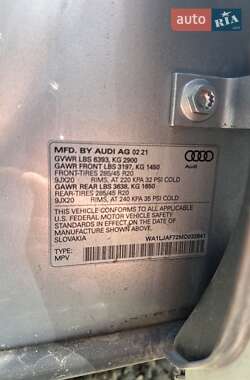 AUTO.RIA
MFD. BY AUDI AG 02 21
GVWR LBS 6393, KG 2900
GAWR FRONT LBS 3197, KG 1450
FRONT-TIRES 285/45 R20
9JX20 RIMS, AT 220 KPA 32 PSI COLD
GAWR REAR LBS 3638, KG 1650
REAR-TIRES 285/45 R20
9JX20 RIMS, AT 240 KPA 35 PSI COLD
Audi
THIS VEHICLE CONFORMS TO ALL APPLICABLE
U.S. FEDERAL MOTOR VEHICLE SAFETY
STANDARDS IN EFFECT ON THE DATE OF
MANUFACTURE SHOWN ABOVE.
SLOVAKIA
TYPE:
MPV